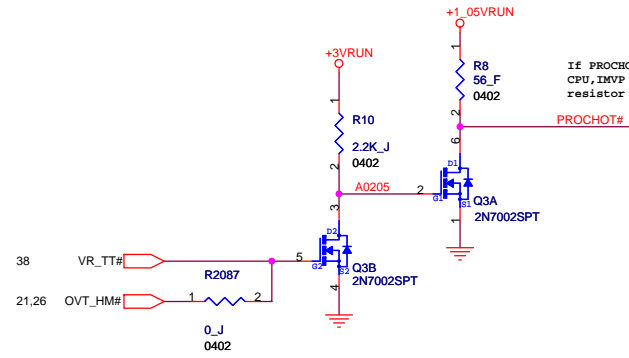 +1_05VRUN
+3VRUN
1
R8
56_F
0402
2
If PROCHO
CPU,IMVP
resistor
PROCHOT#
1
R10
2.2K_J
0402
2
A0205
6
D1
2
G1
S1
Q3A
2N7002SPT
1
3
D2
38
VR_TT#
5
G2
S2
Q3B
2N7002SPT
4
R2087
21,26
OVT_HM#
1
2
0_J
0402